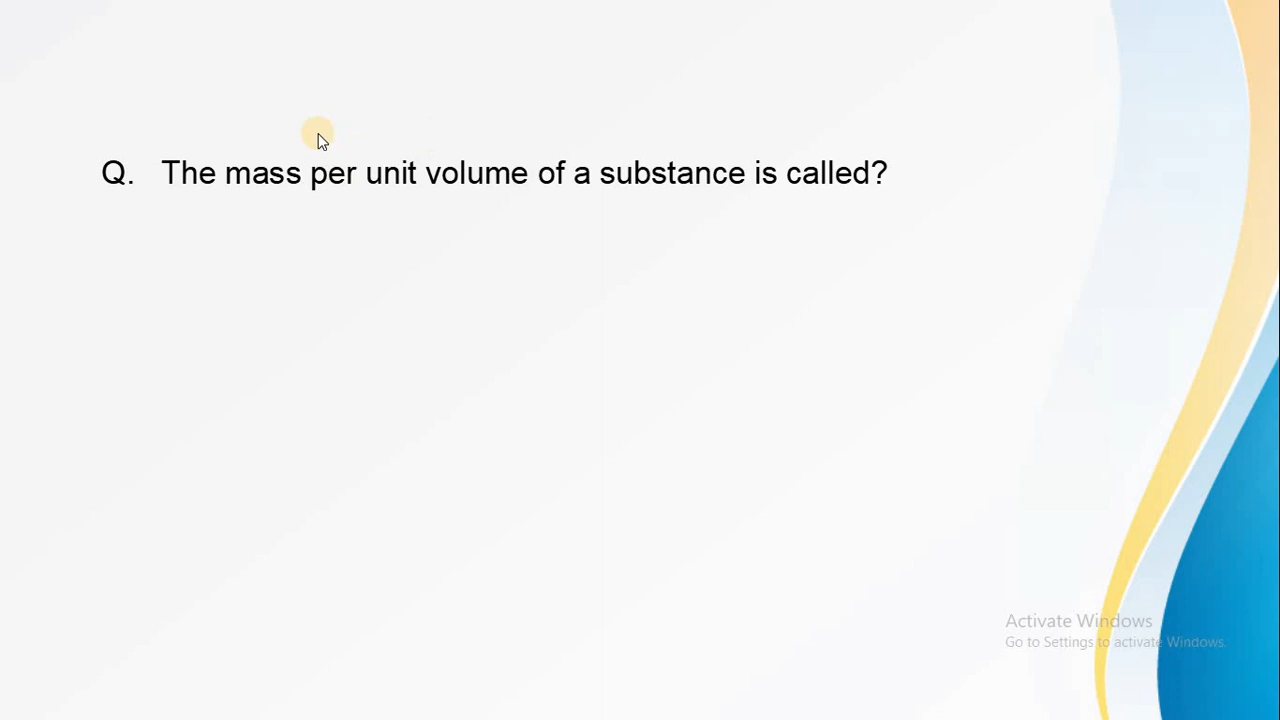 Q. The mass per unit volume of a substance is called?
Activate Windows
Go to Settings to activate Windows.